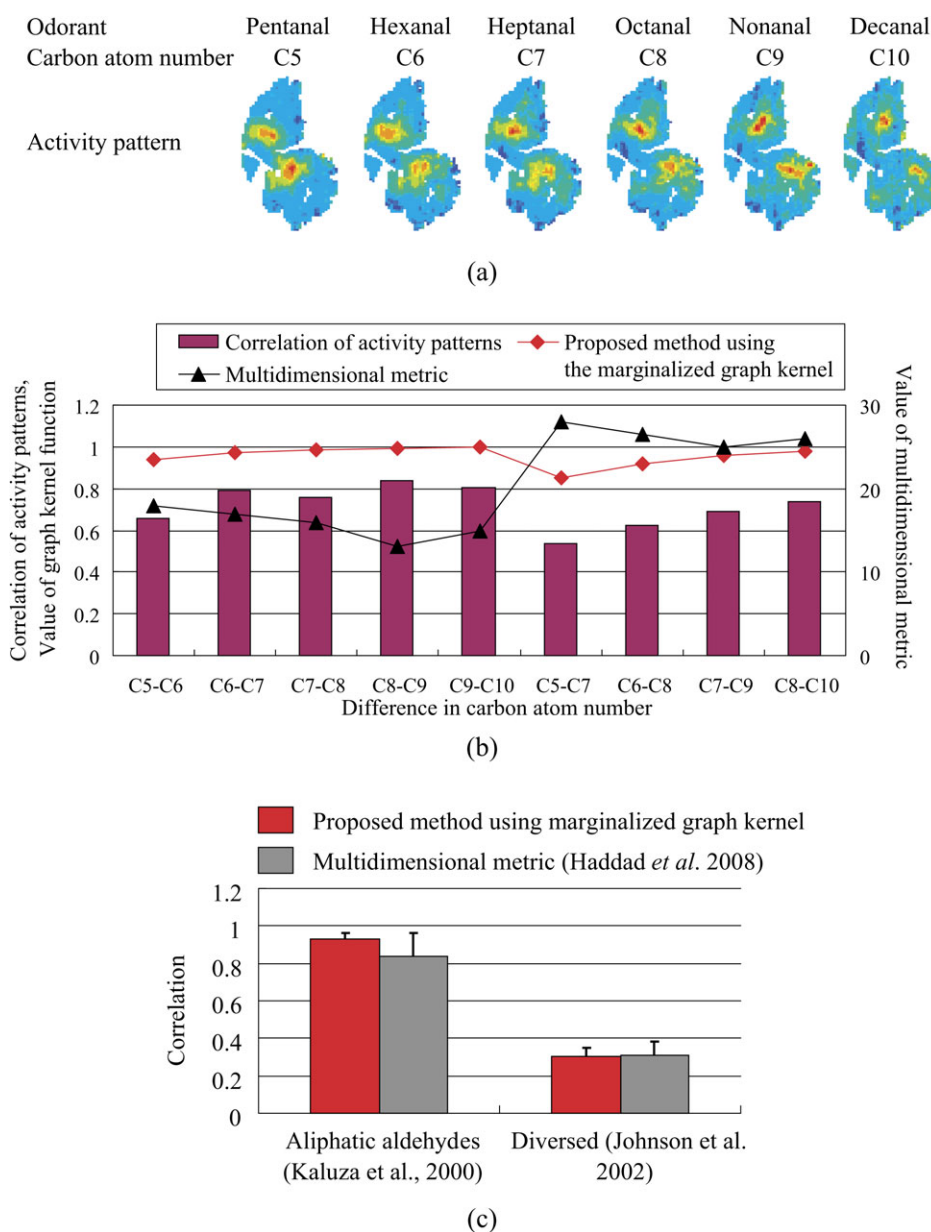 Odorant Pentanal Hexanal Heptanal Octanal Nonanal Decanal
Carbon atom number C5 C6 C7 C8 C9 C10
Activity pattern
(a)
Correlation of activity patterns
Proposed method using
the marginalized graph kernel
Multidimensional metric
Correlation of activity patterns,
Value of graph kernel function
1.2
1
0.8
0.6
0.4
0.2
0
30
20
10
0
Value of multidimensional
metric
C5-C6 C6-C7 C7-C8 C8-C9 C9-C10 C5-C7 C6-C8 C7-C9 C8-C10
Difference in carbon atom number
(b)
Proposed method using marginalized graph kernel
Multidimensional metric (Haddad et al. 2008)
Correlation
1.2
1
0.8
0.6
0.4
0.2
0
Aliphatic aldehydes
(Kaluza et al., 2000)
Diversed (Johnson et al.
2002)
(c)